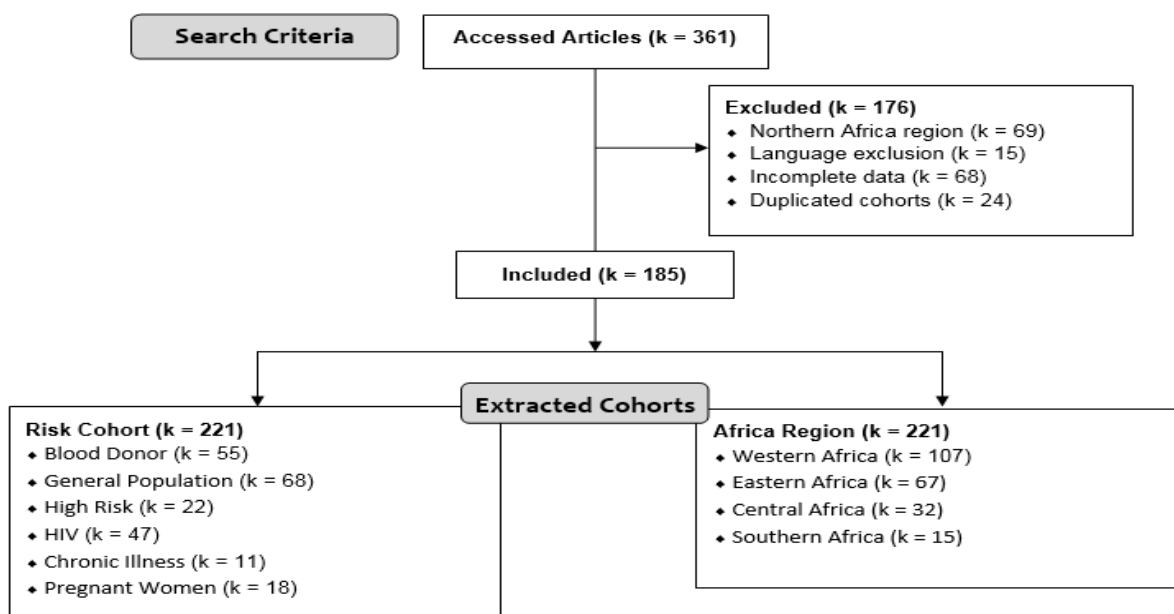 Search Criteria
Accessed Articles (k = 361)
Excluded (k = 176)
◆ Northern Africa region (k = 69)
◆ Language exclusion (k = 15)
◆ Incomplete data (k = 68)
◆ Duplicated cohorts (k = 24)
Included (k = 185)
Extracted Cohorts
Risk Cohort (k = 221)
◆ Blood Donor (k = 55)
◆ General Population (k = 68)
◆ High Risk (k = 22)
◆ HIV (k = 47)
◆ Chronic Illness (k = 11)
◆ Pregnant Women (k = 18)
Africa Region (k = 221)
◆ Western Africa (k = 107)
◆ Eastern Africa (k = 67)
◆ Central Africa (k = 32)
◆ Southern Africa (k = 15)